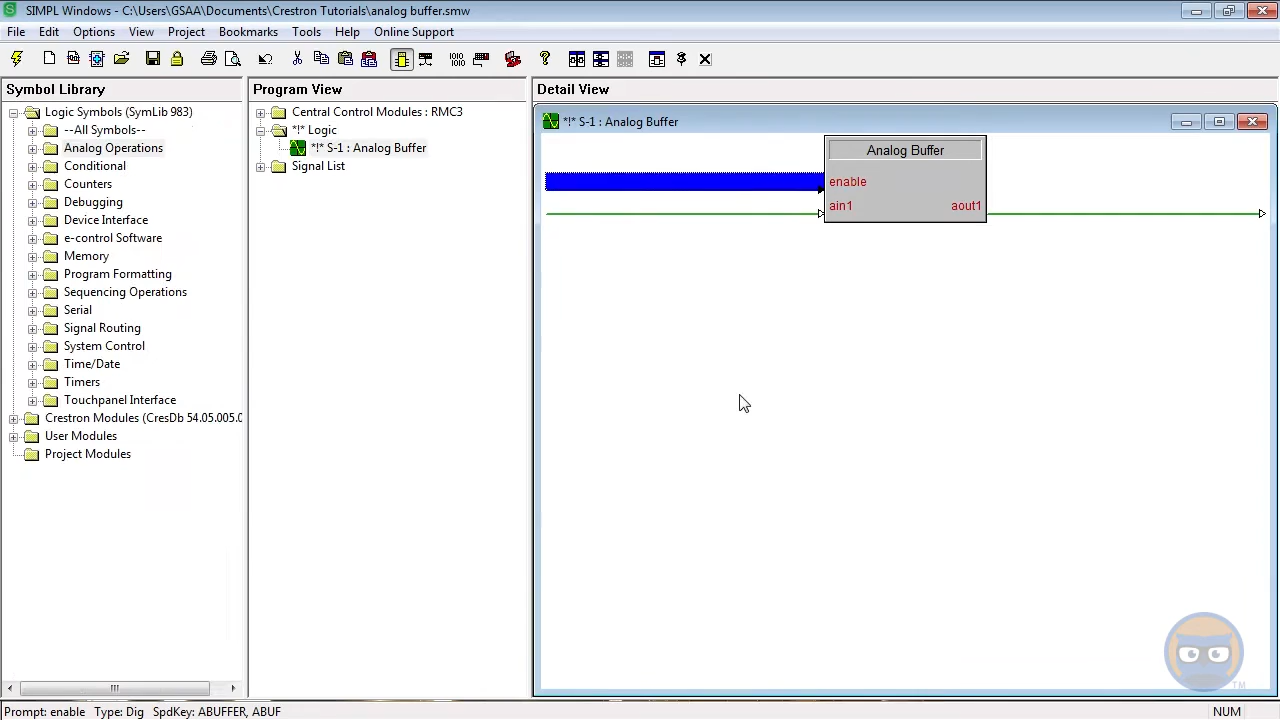 SIMPL Windows - C:\Users\GSAA\Documents\Crestron Tutorials\analog buffer.smw
File Edit Options View Project Bookmarks Tools Help Online Support
Symbol Library
Logic Symbols (SymLib 983)
--All Symbols--
Analog Operations
Conditional
Counters
Debugging
Device Interface
e-control Software
Memory
Program Formatting
Sequencing Operations
Serial
Signal Routing
System Control
Time/Date
Timers
Touchpanel Interface
Crestron Modules (CresDb 54.05.005.0
User Modules
Project Modules
Program View
Central Control Modules : RMC3
*!* Logic
*!* S-1 : Analog Buffer
Signal List
Detail View
*!* S-1 : Analog Buffer
Analog Buffer
enable
ain1 aout1
TM
Prompt: enable Type: Dig SpdKey: ABUFFER, ABUF
NUM